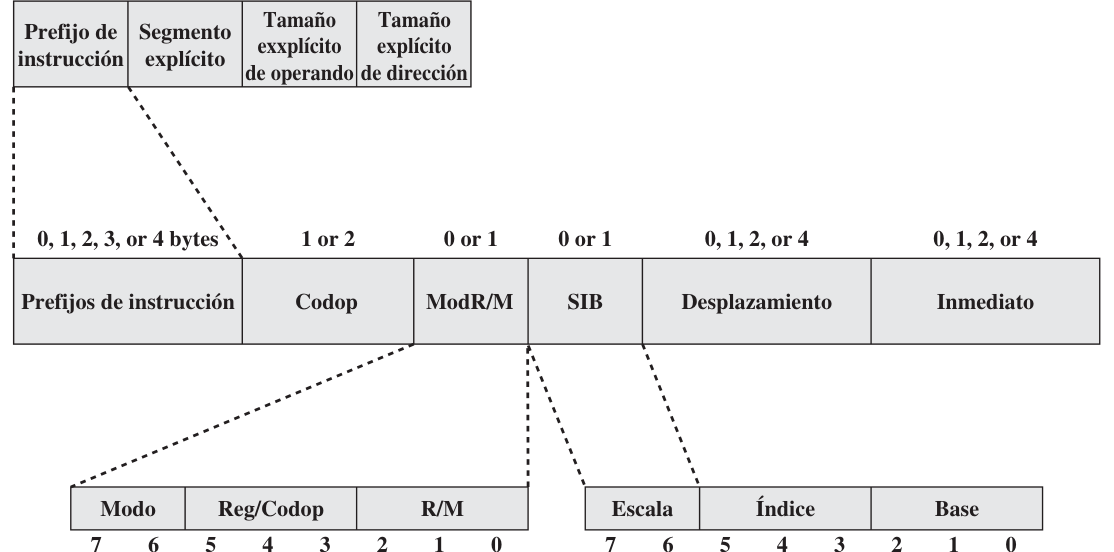 Prefijo de instrucción
Segmento explícito
Tamaño exxplícito de operando
Tamaño explícito de dirección
0, 1, 2, 3, or 4 bytes
1 or 2
0 or 1
0 or 1
0, 1, 2, or 4
0, 1, 2, or 4
Prefijos de instrucción
Codop
ModR/M
SIB
Desplazamiento
Inmediato
Modo
Reg/Codop
R/M
Escala
Índice
Base
7 6 5 4 3 2 1 0
7 6 5 4 3 2 1 0